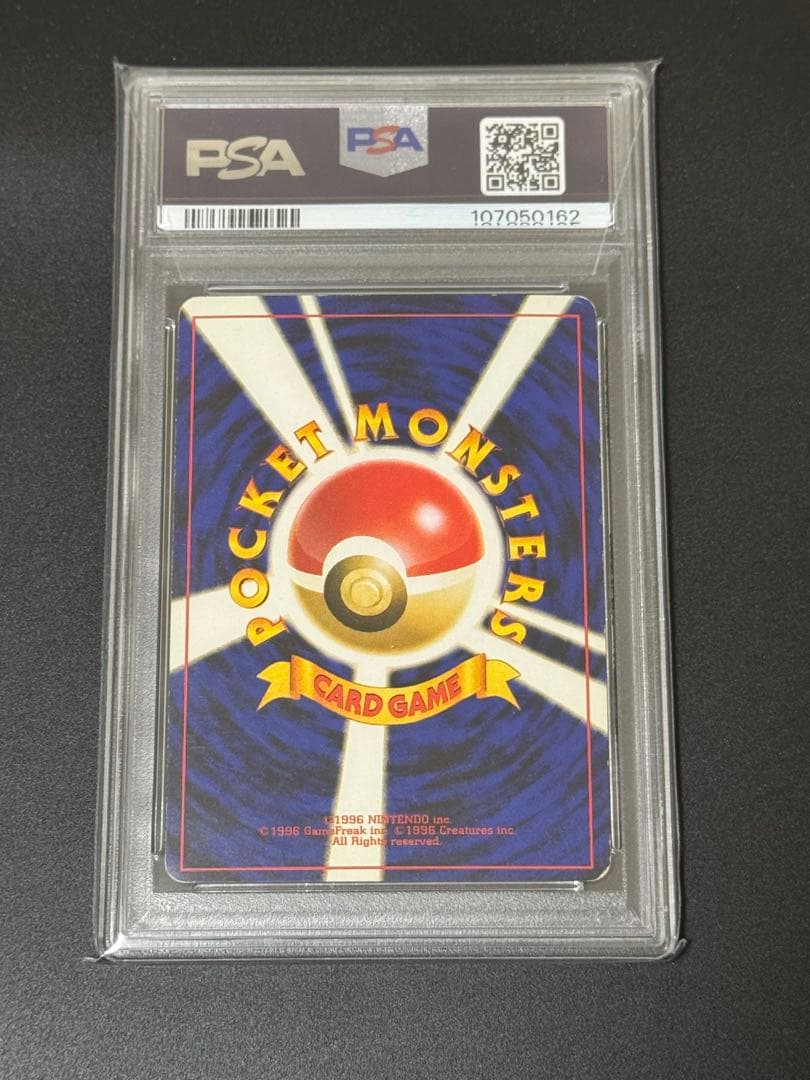 PSA
PSA
107050162
POCKET MONSTERS
CARD GAME
©1996 NINTENDO inc.
©1996 GameFreak inc. ©1996 Creatures inc.
All Rights reserved.